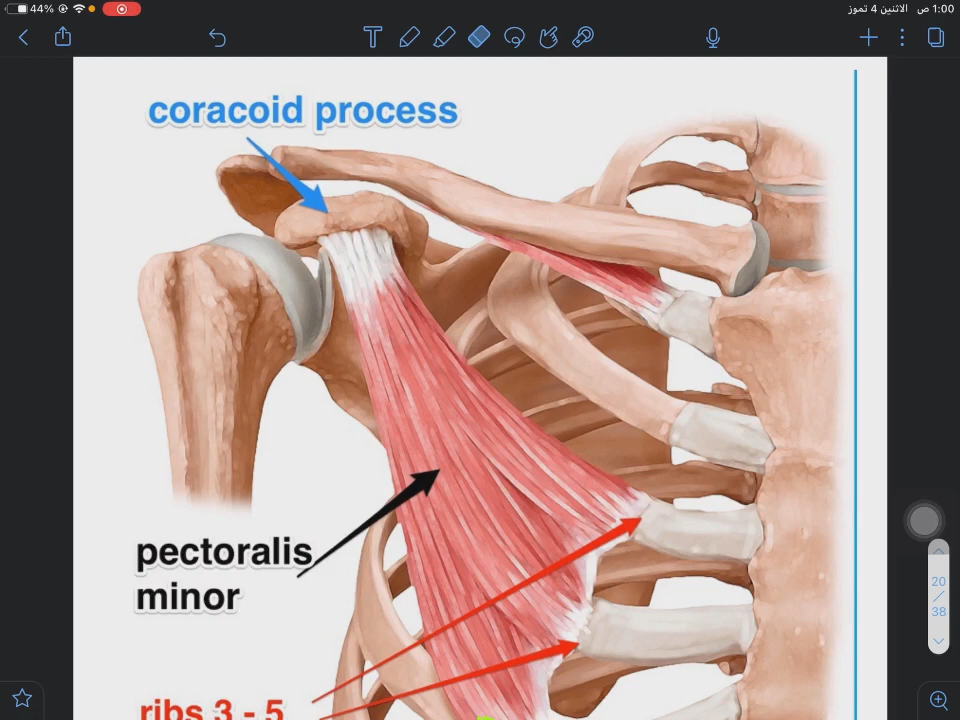 44%
1:00 ص الاثنين 4 تموز
coracoid process
pectoralis
minor
20
/
38
ribs 3 - 5